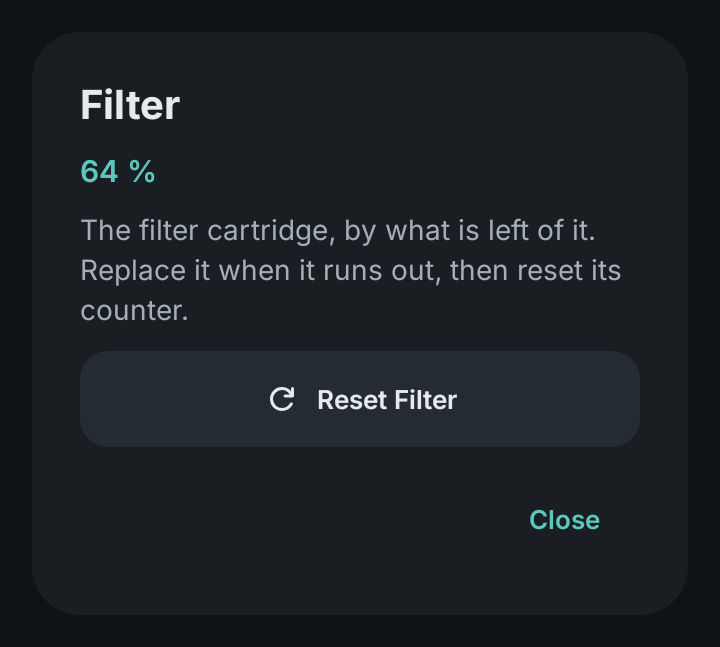 Filter
64 %
The filter cartridge, by what is left of it.
Replace it when it runs out, then reset its
counter.
Reset Filter
Close